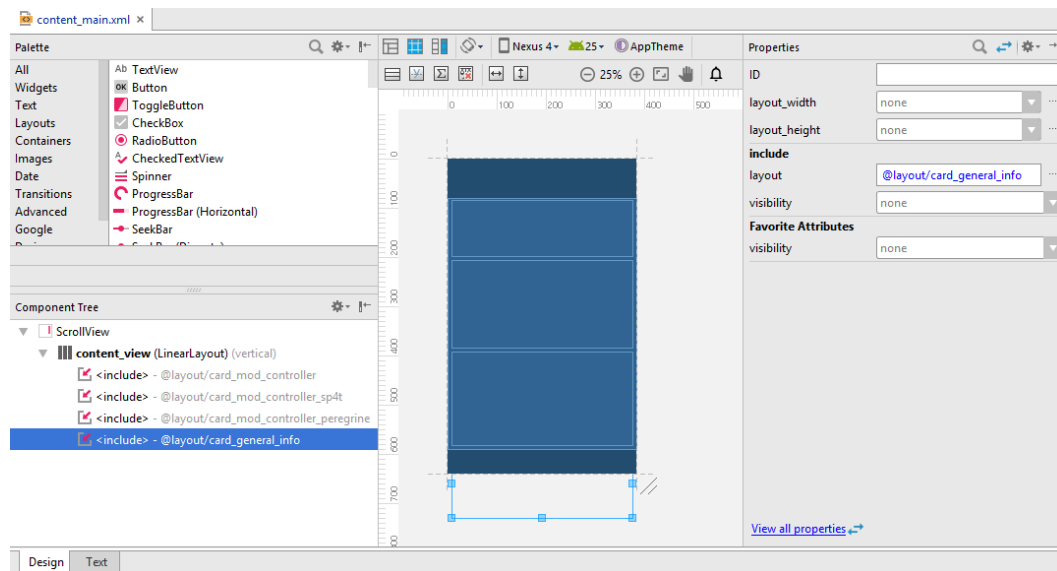 content_main.xml ×
Palette
All
Widgets
Text
Layouts
Containers
Images
Date
Transitions
Advanced
Google
Ab TextView
OK Button
ToggleButton
CheckBox
RadioButton
CheckedTextView
Spinner
ProgressBar
ProgressBar (Horizontal)
SeekBar
Component Tree
ScrollView
content_view (LinearLayout) (vertical)
<include> - @layout/card_mod_controller
<include> - @layout/card_mod_controller_sp4t
<include> - @layout/card_mod_controller_peregrine
<include> - @layout/card_general_info
Nexus 4 25 AppTheme
25%
0 100 200 300 400 500
0
100
200
300
400
500
600
700
Properties
ID
layout_width none
layout_height none
include
layout @layout/card_general_info
visibility none
Favorite Attributes
visibility none
View all properties
Design Text